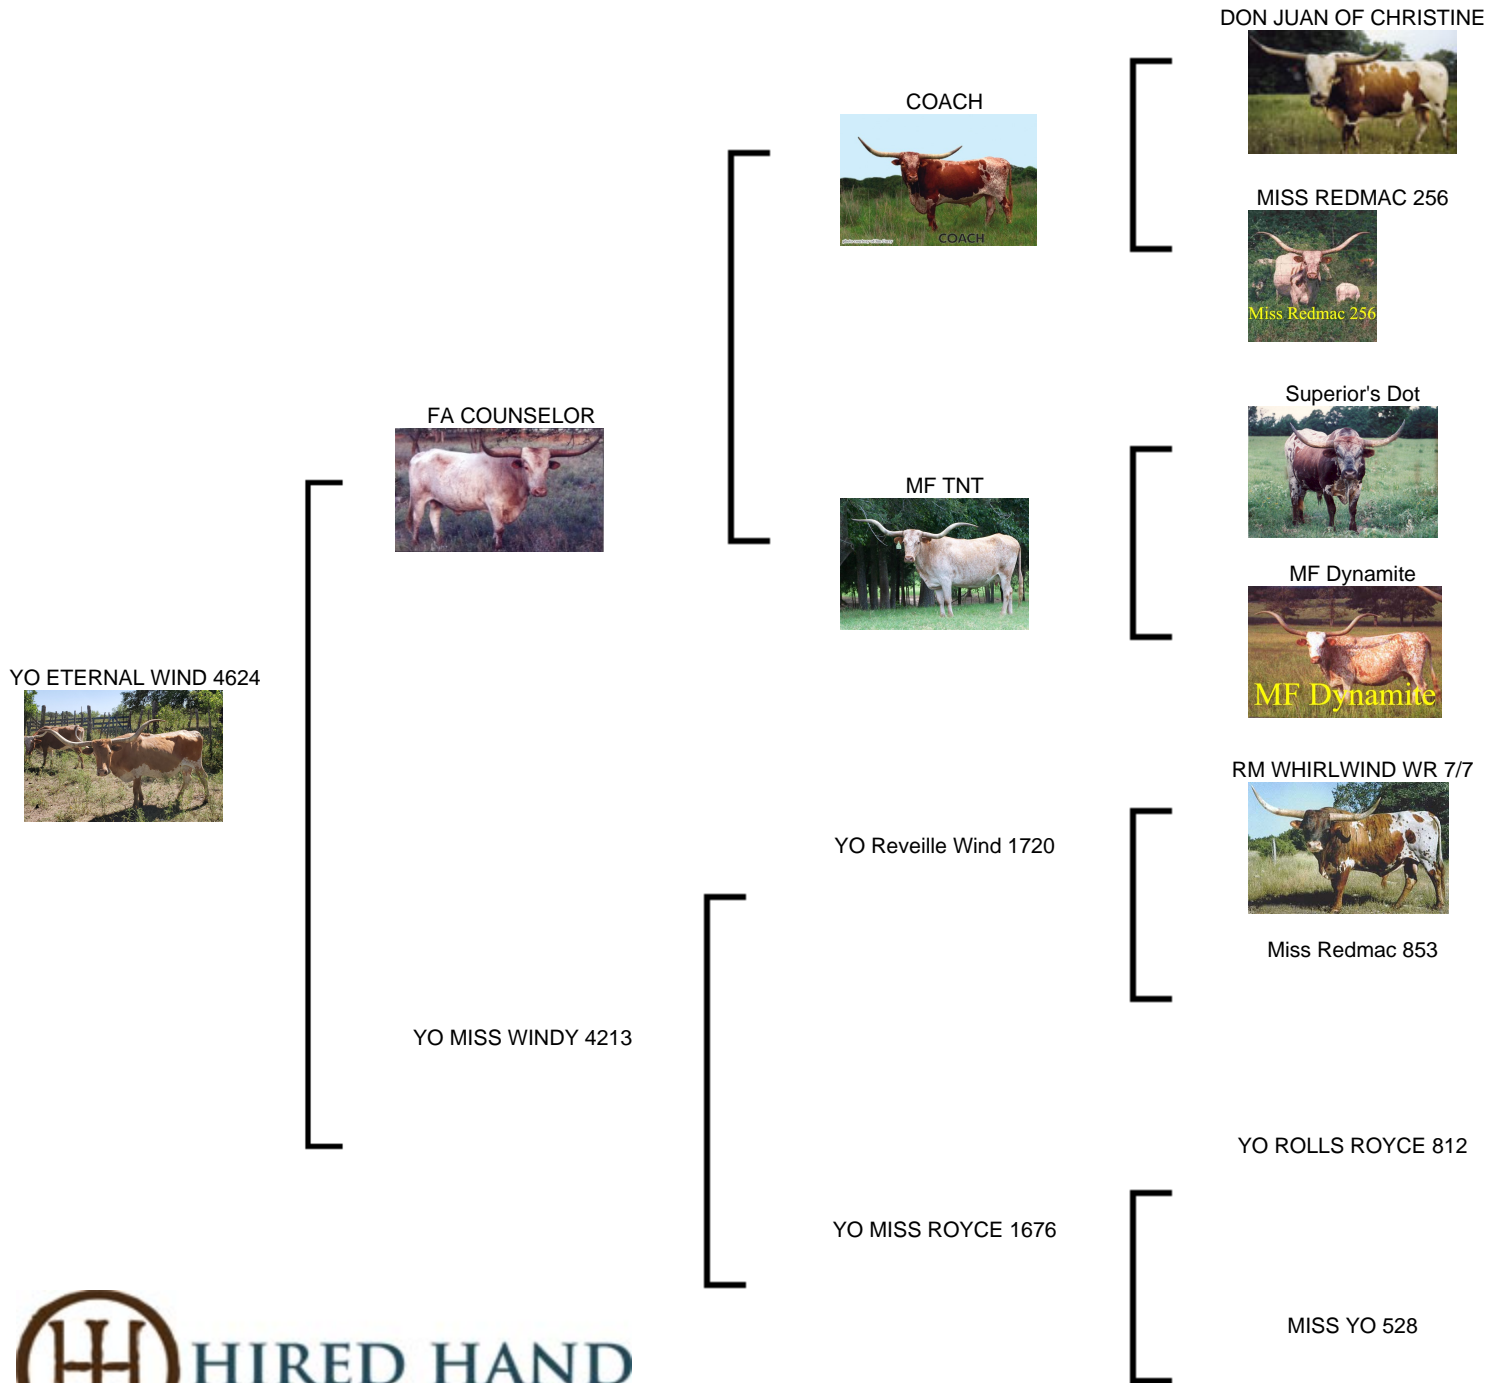 DON JUAN OF CHRISTINE
COACH
COACH
MISS REDMAC 256
Miss Redmac 256
Superior's Dot
FA COUNSELOR
MF TNT
MF Dynamite
MF Dynamite
YO ETERNAL WIND 4624
RM WHIRLWIND WR 7/7
YO Reveille Wind 1720
Miss Redmac 853
YO MISS WINDY 4213
YO ROLLS ROYCE 812
YO MISS ROYCE 1676
MISS YO 528
HIRED HAND